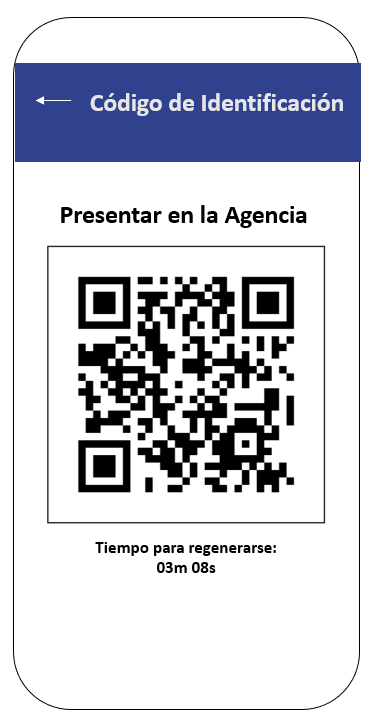 Código de Identificación
Presentar en la Agencia
Tiempo para regenerarse:
03m 08s